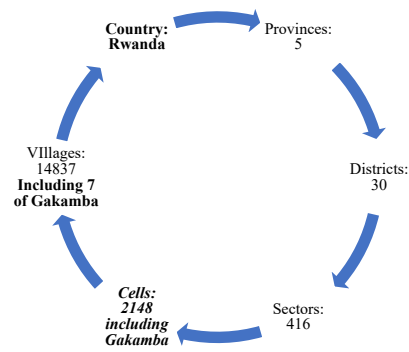 Country:
Rwanda
Provinces:
5
Districts:
30
Sectors:
416
Cells:
2148
including
Gakamba
VIllages:
14837
Including 7
of Gakamba